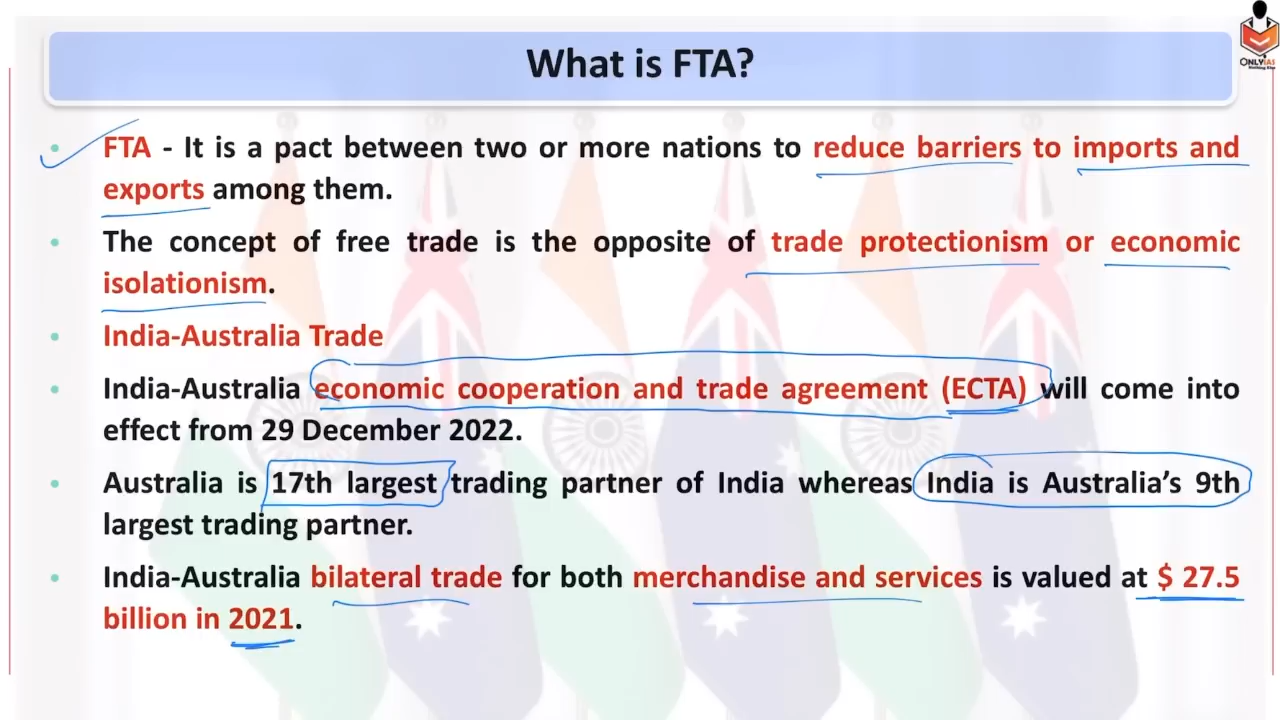 What is FTA?
ONLYIAS
• FTA - It is a pact between two or more nations to reduce barriers to imports and
exports among them.
• The concept of free trade is the opposite of trade protectionism or economic
isolationism.
• India-Australia Trade
• India-Australia economic cooperation and trade agreement (ECTA) will come into
effect from 29 December 2022.
• Australia is 17th largest trading partner of India whereas India is Australia’s 9th
largest trading partner.
• India-Australia bilateral trade for both merchandise and services is valued at $ 27.5
billion in 2021.